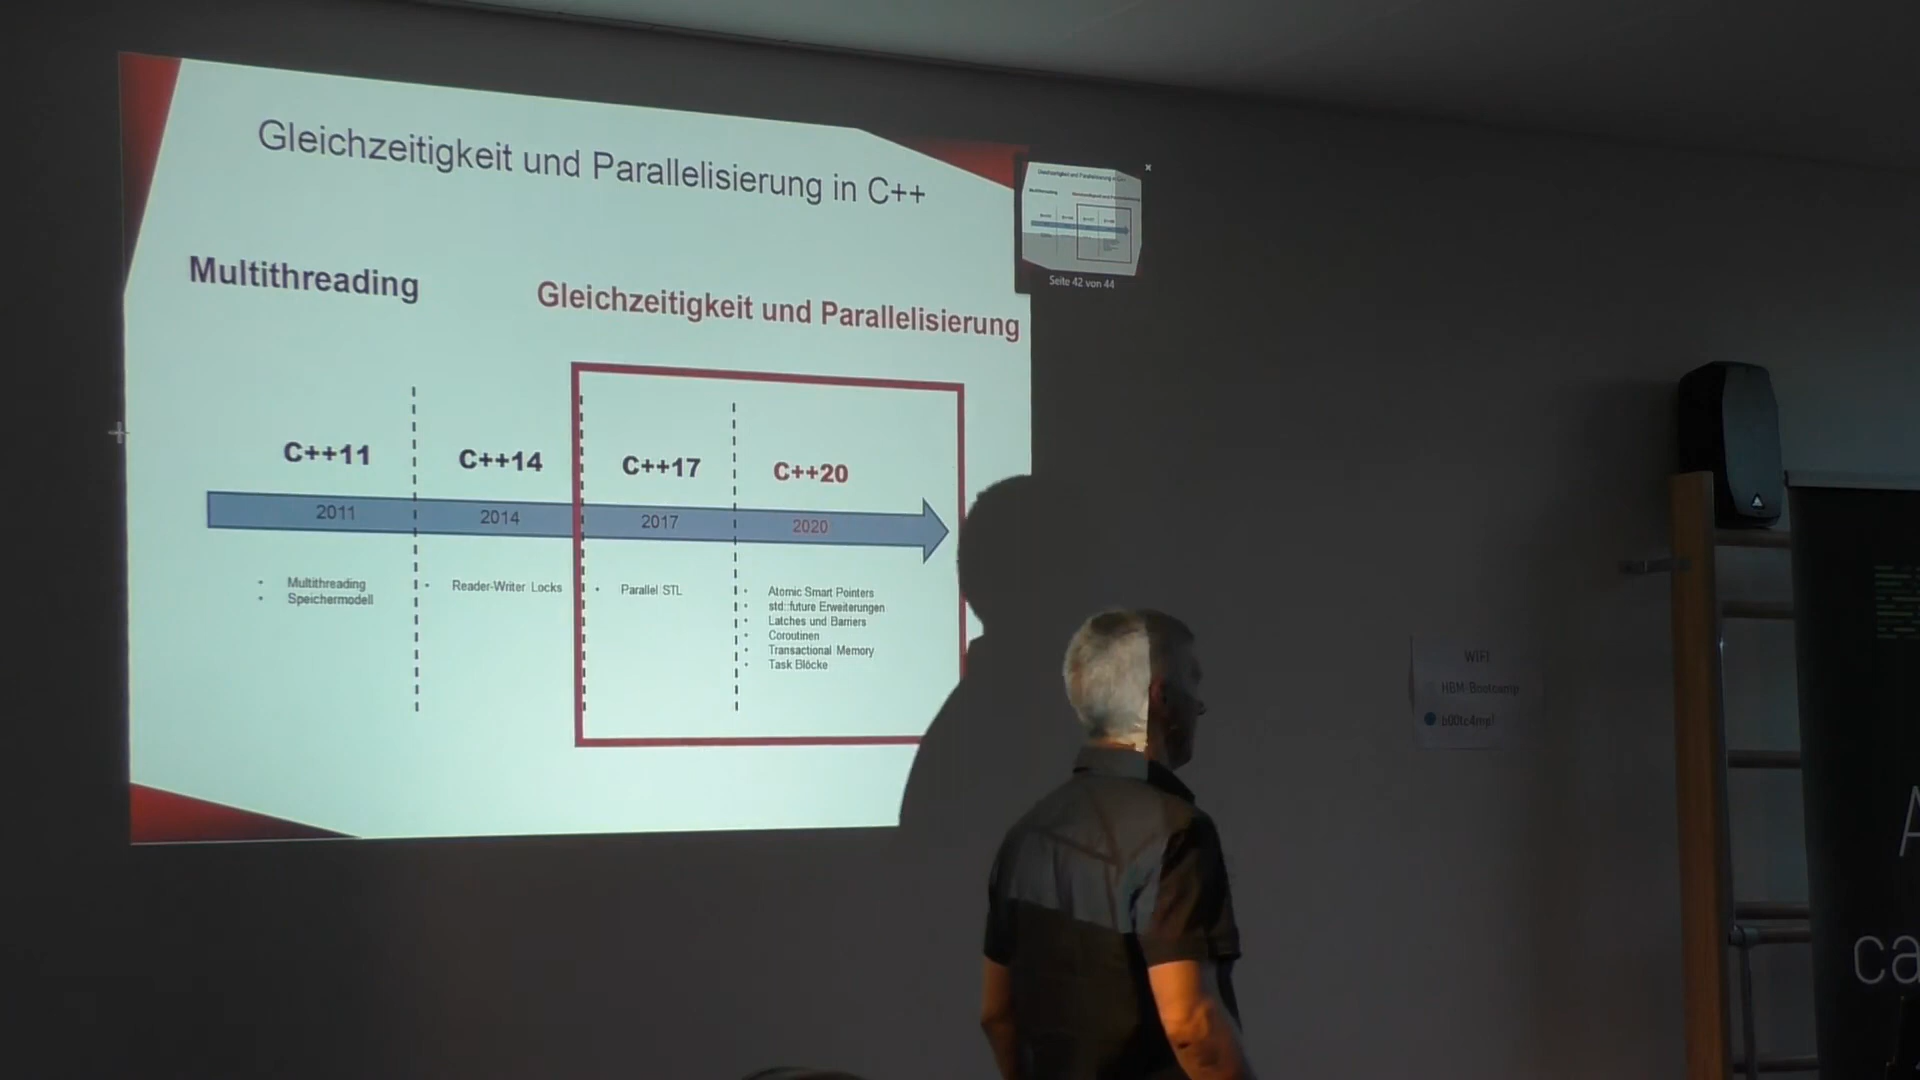 Gleichzeitigkeit und Parallelisierung in C++
Multithreading
Gleichzeitigkeit und Parallelisierung
C++11
C++14
C++17
C++20
2011
2014
2017
2020
• Multithreading
• Speichermodell
• Reader-Writer Locks
• Parallel STL
• Atomic Smart Pointers
• std::future Erweiterungen
• Latches und Barriers
• Coroutinen
• Transactional Memory
• Task Blöcke
Seite 42 von 44
WIFI
HBM-Bootcamp
A
ca